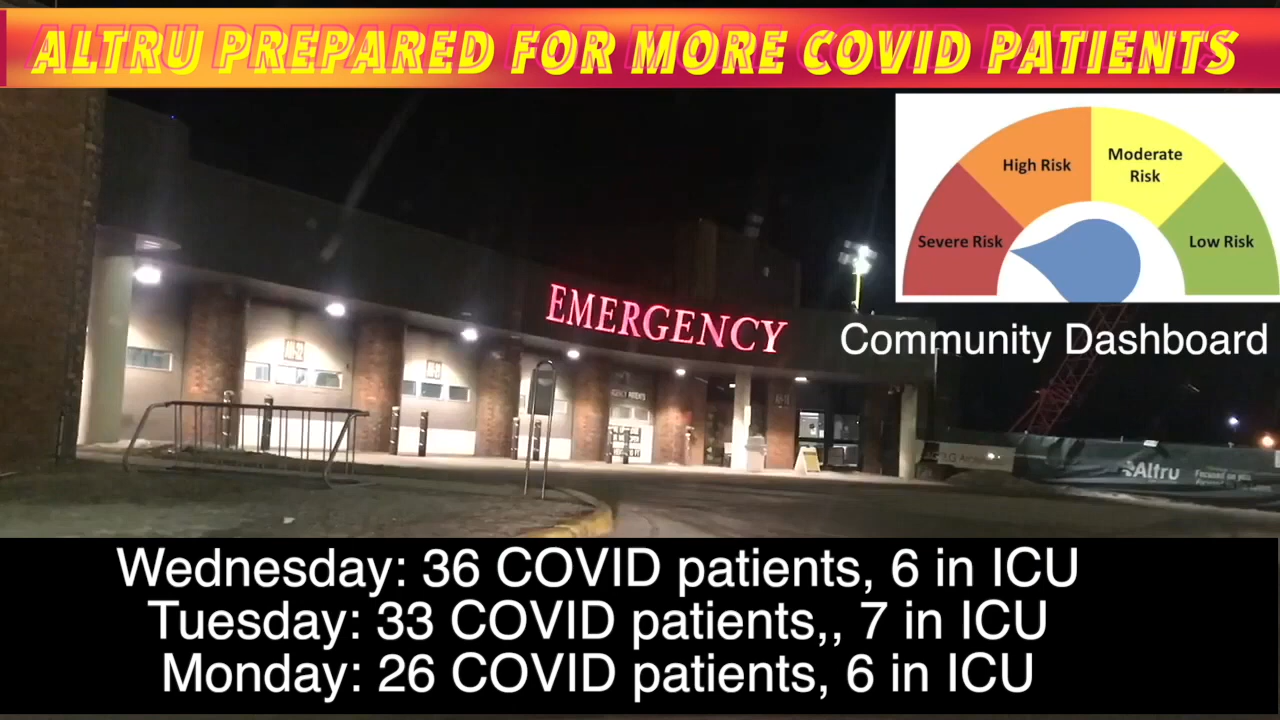 ALTRU PREPARED FOR MORE COVID PATIENTS
High Risk
Moderate
Risk
Severe Risk
Low Risk
EMERGENCY
Community Dashboard
Altru
Wednesday: 36 COVID patients, 6 in ICU
Tuesday: 33 COVID patients,, 7 in ICU
Monday: 26 COVID patients, 6 in ICU